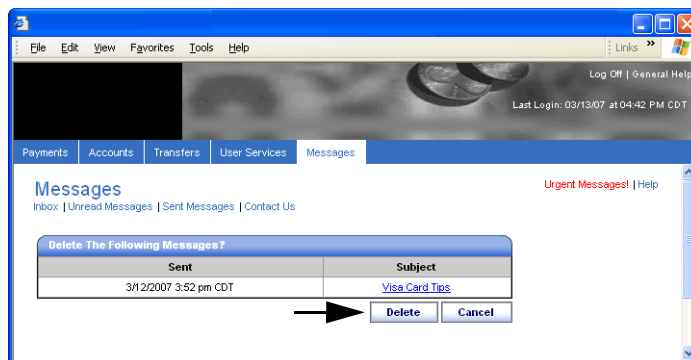 File Edit View Favorites Tools Help Links »
Log Off | General Help
Last Login: 03/13/07 at 04:42 PM CDT
Payments Accounts Transfers User Services Messages
Messages
Urgent Messages! | Help
Inbox | Unread Messages | Sent Messages | Contact Us
Delete The Following Messages?
Sent Subject
3/12/2007 3:52 pm CDT Visa Card Tips
Delete Cancel